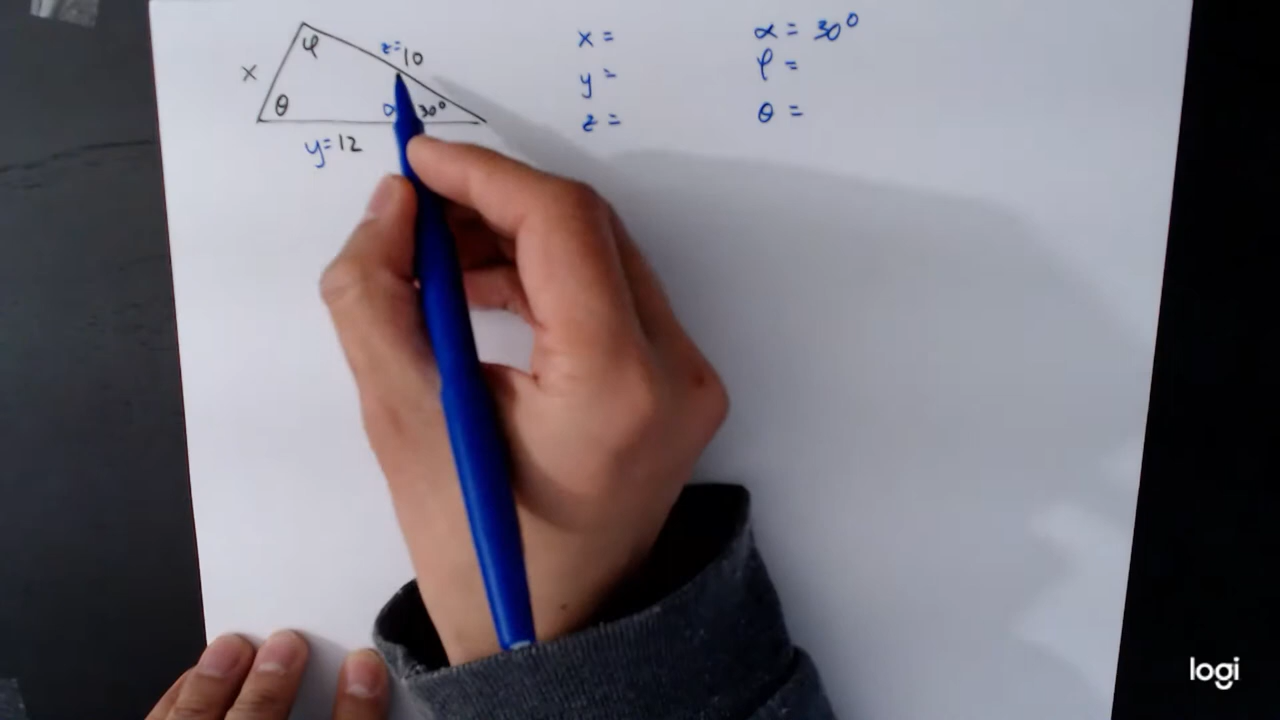 φ
z=10
x
θ
α 30°
y=12
x =
y =
z =
α = 30°
φ =
θ =
logi